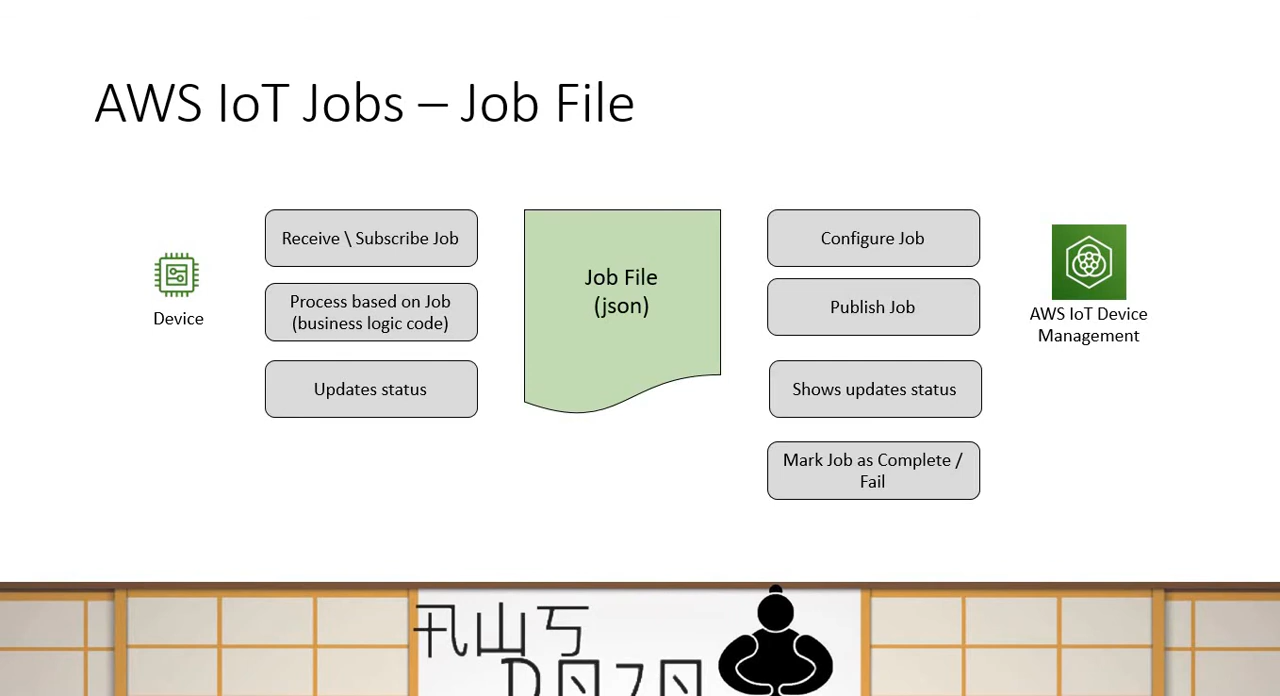 AWS IoT Jobs – Job File
Receive \ Subscribe Job
Process based on Job
(business logic code)
Updates status
Device
Job File
(json)
Configure Job
Publish Job
Shows updates status
Mark Job as Complete /
Fail
AWS IoT Device
Management